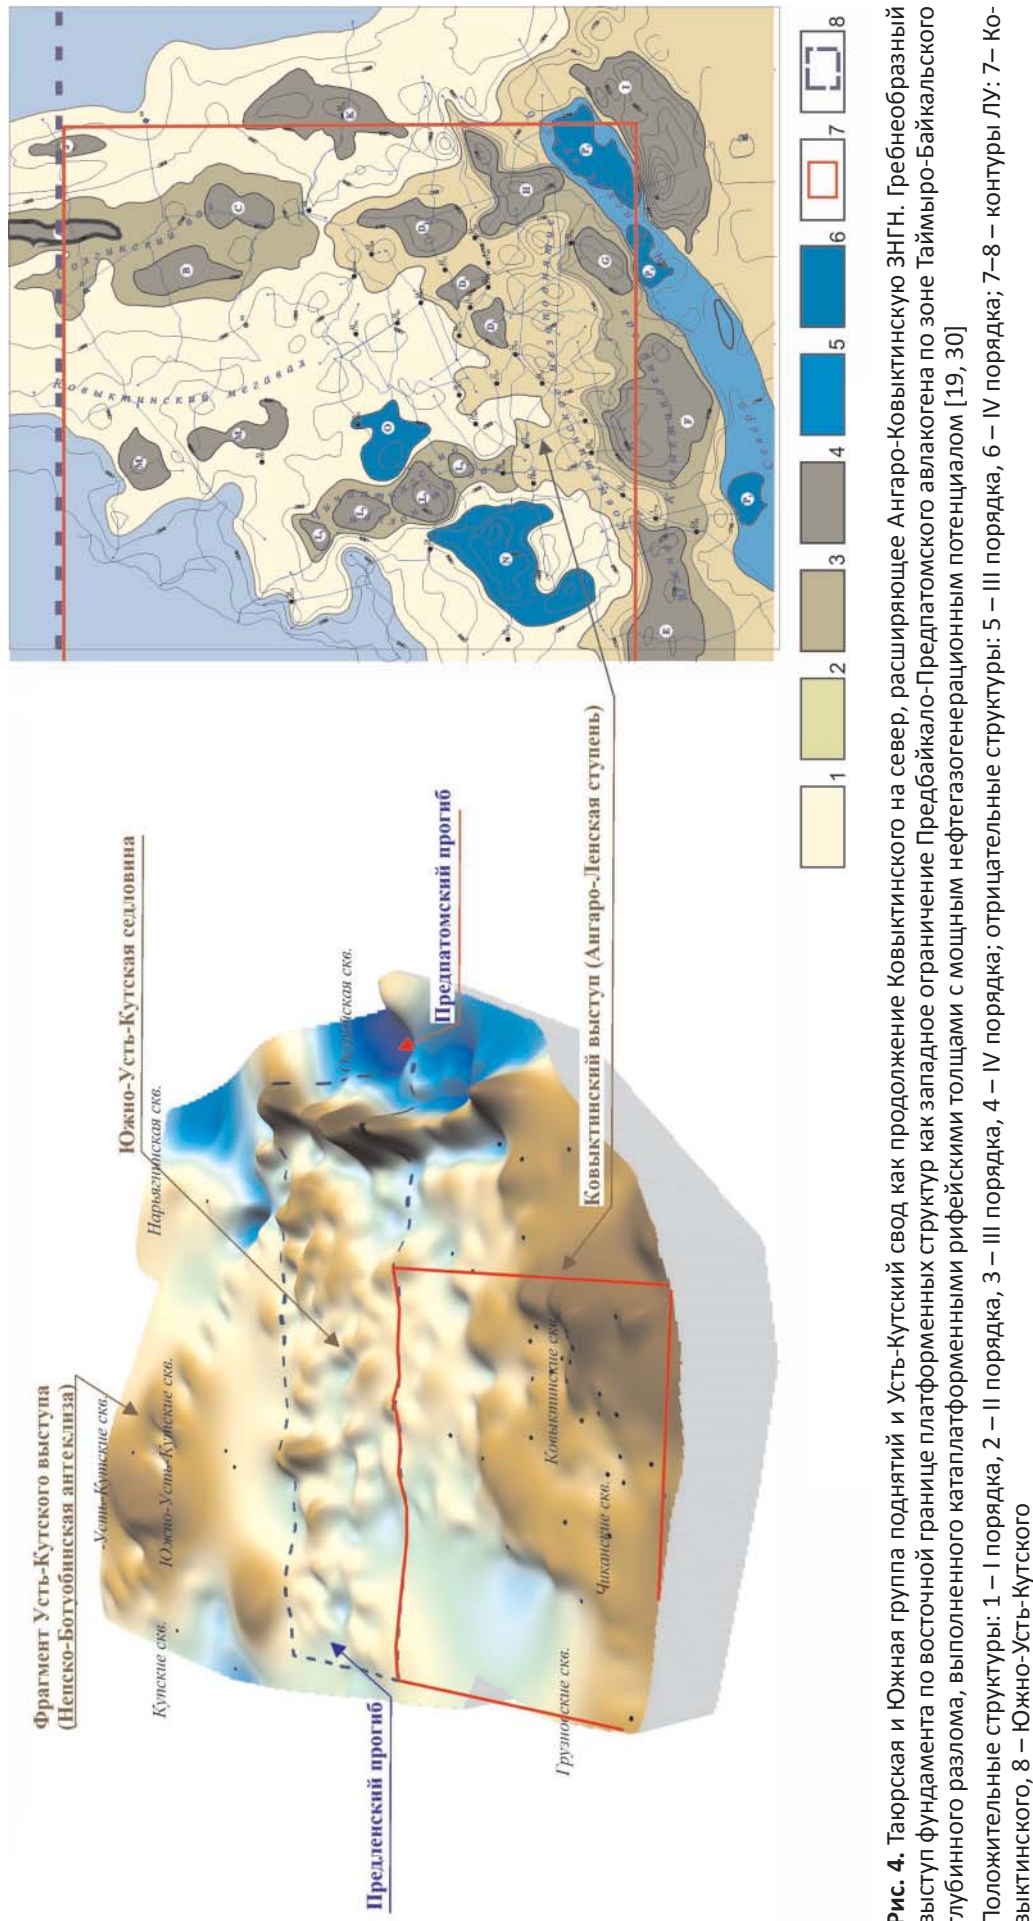 Фрагмент Усть-Кутского выступа
(Непско-Ботуобинская антеклиза)
Южно-Усть-Кутская седловина
Предпатомский прогиб
Ковыктинский выступ (Ангаро-Ленская ступень)
Предленский прогиб
Усть-Кутские скв.
Южно-Усть-Кутские скв.
Купские скв.
Нарьягнинская скв.
Ковыктинские скв.
Чиканские скв.
Грузновские скв.
Ковыктинский мегавах
J
K
C
B
I
H
G
F
E
M
O
N
1
2
3
4
5
6
7
8
Рис. 4. Таюрская и Южная группа поднятий и Усть-Кутский свод как продолжение Ковыктинского на север, расширяющее Ангаро-Ковыктинскую ЗНГН. Гребнеобразный
выступ фундамента по восточной границе платформенных структур как западное ограничение Предбайкало-Предпатомского авлакогена по зоне Таймыро-Байкальского
глубинного разлома, выполненного катаплатформенными рифейскими толщами с мощным нефтегазогенерационным потенциалом [19, 30]
Положительные структуры: 1 – I порядка, 2 – II порядка, 3 – III порядка, 4 – IV порядка; отрицательные структуры: 5 – III порядка, 6 – IV порядка; 7–8 – контуры ЛУ: 7– Ко-
выктинского, 8 – Южно-Усть-Кутского